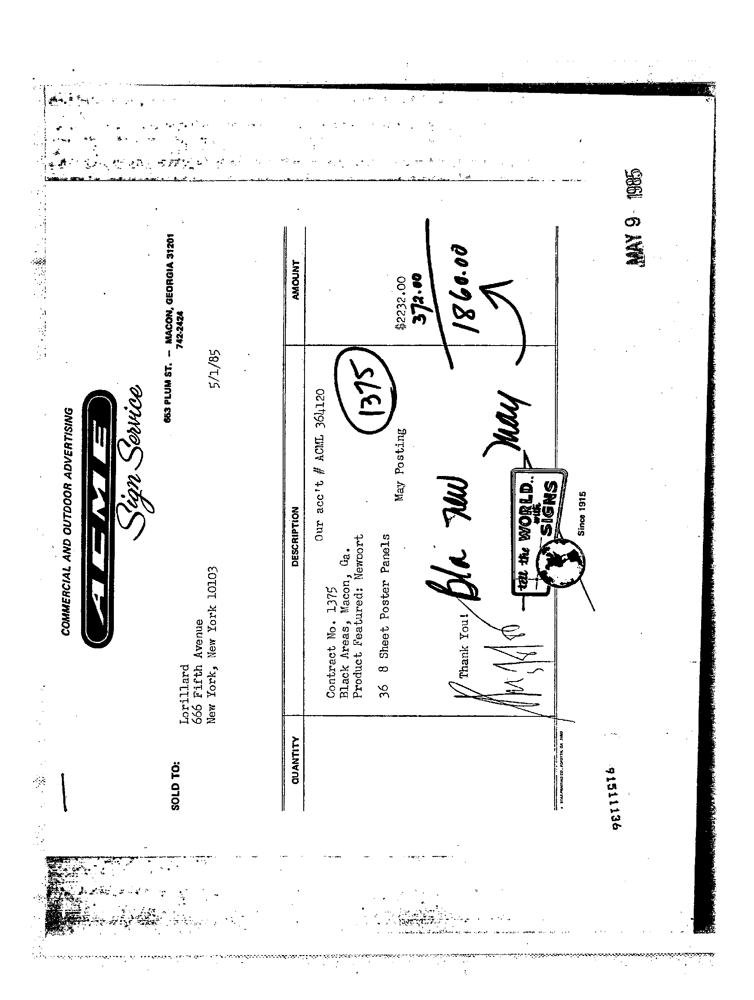 COMMERCIAL AND OUTDOOR ADVERTISING
ACME
Sign Service
663 PLUM ST. — MACON, GEORGIA 31201
742-2424
5/1/85
SOLD TO:
Lorillard
666 Fifth Avenue
New York, New York 10103
QUANTITY DESCRIPTION AMOUNT
Our acc't # ACML 364120
Contract No. 1375
Black Areas, Macon, Ga.
Product Featured: Newport
1375
36 8 Sheet Poster Panels
May Posting
$2232.00
372.00
1860.00
Thank You!
Bla new
May
tell the WORLD..
with
SIGNS
Since 1915
MAY 9 1985
91511136